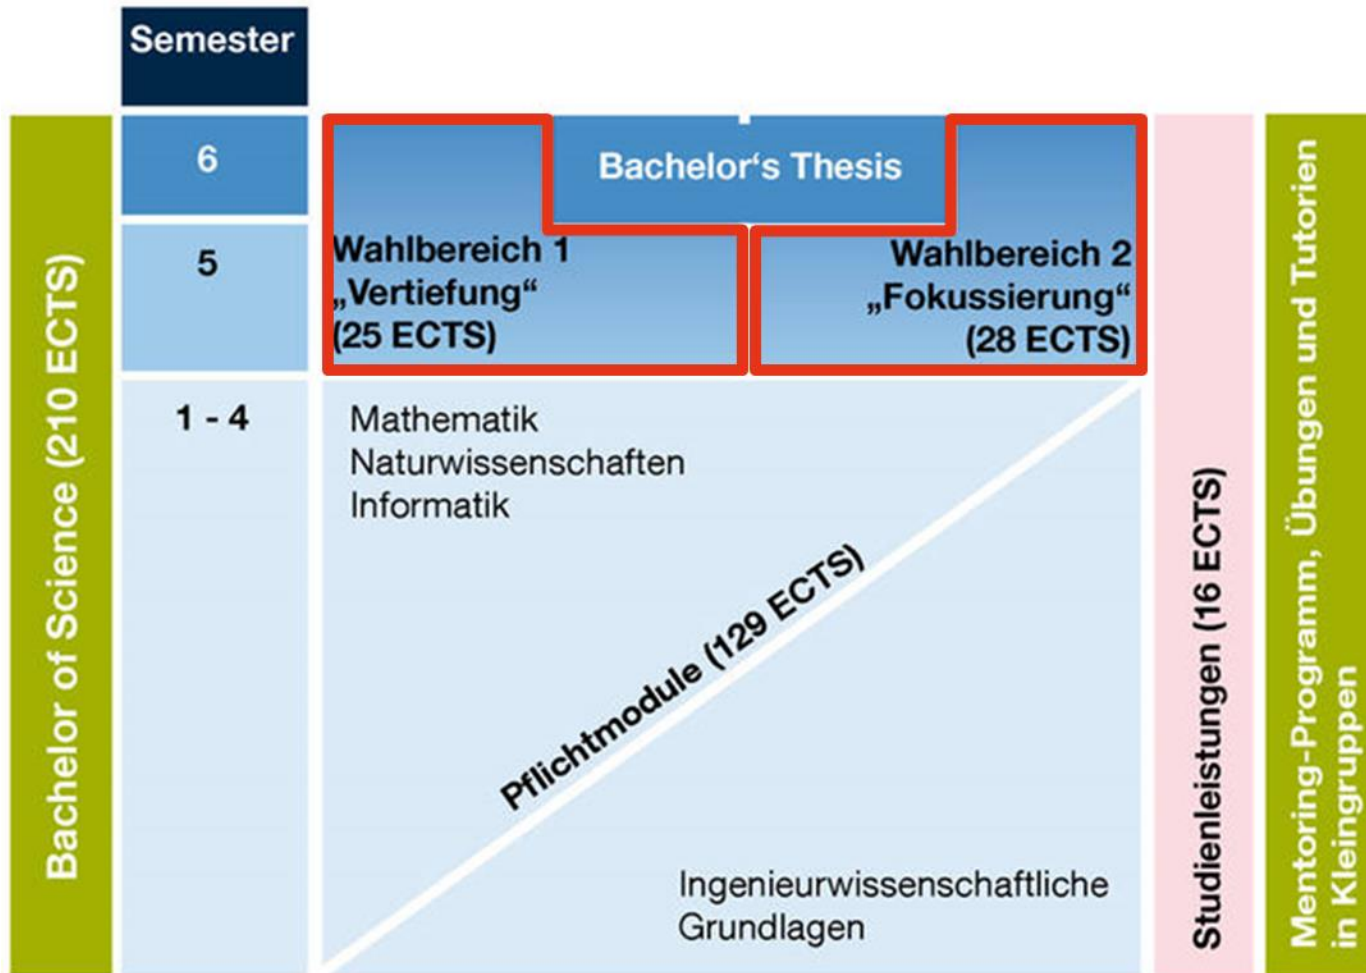 Semester
6
Bachelor‘s Thesis
5
Wahlbereich 1
„Vertiefung“
(25 ECTS)
Wahlbereich 2
„Fokussierung“
(28 ECTS)
1 - 4
Mathematik
Naturwissenschaften
Informatik
Pflichtmodule (129 ECTS)
Ingenieurwissenschaftliche
Grundlagen
Bachelor of Science (210 ECTS)
Studienleistungen (16 ECTS)
Mentoring-Programm, Übungen und Tutorien
in Kleingruppen